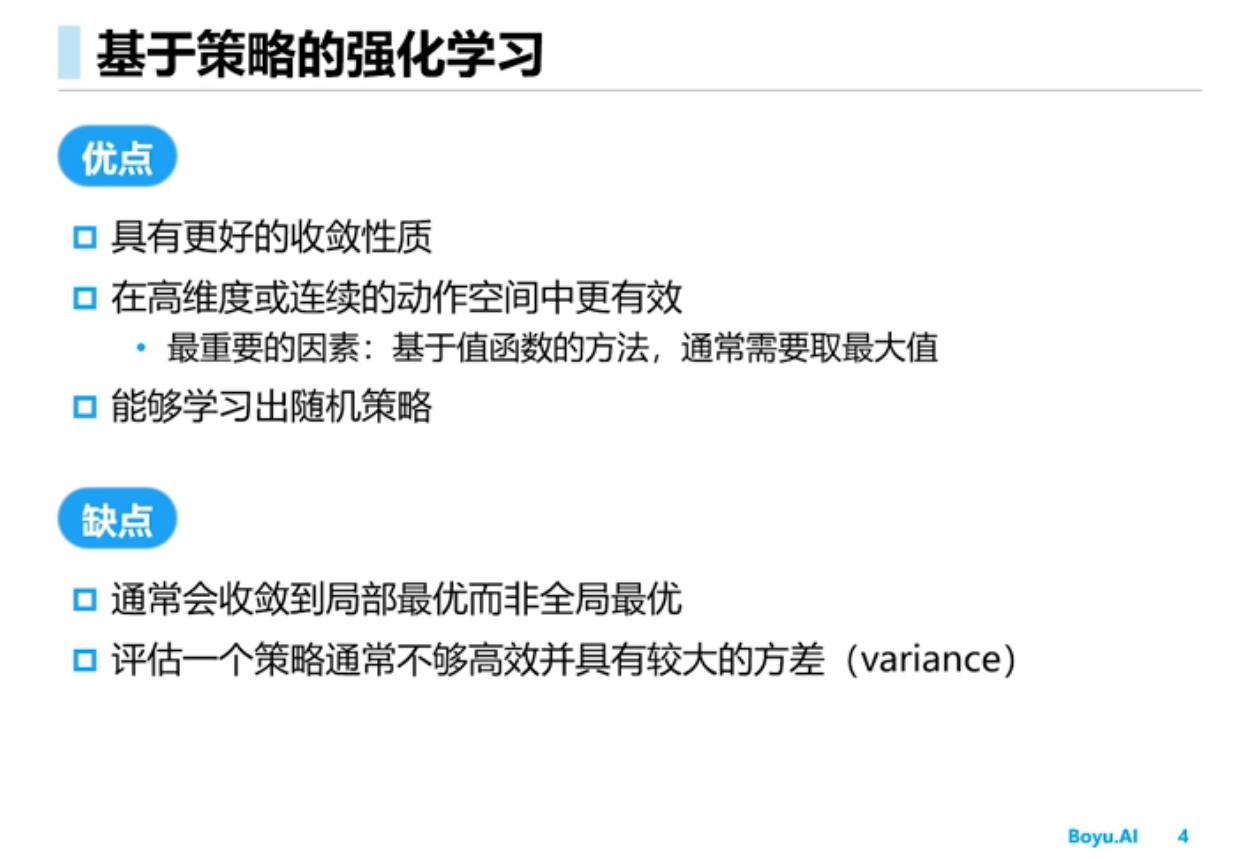 基于策略的强化学习
优点
具有更好的收敛性质
在高维度或连续的动作空间中更有效
• 最重要的因素：基于值函数的方法，通常需要取最大值
能够学习出随机策略
缺点
通常会收敛到局部最优而非全局最优
评估一个策略通常不够高效并具有较大的方差（variance）
Boyu.AI 4